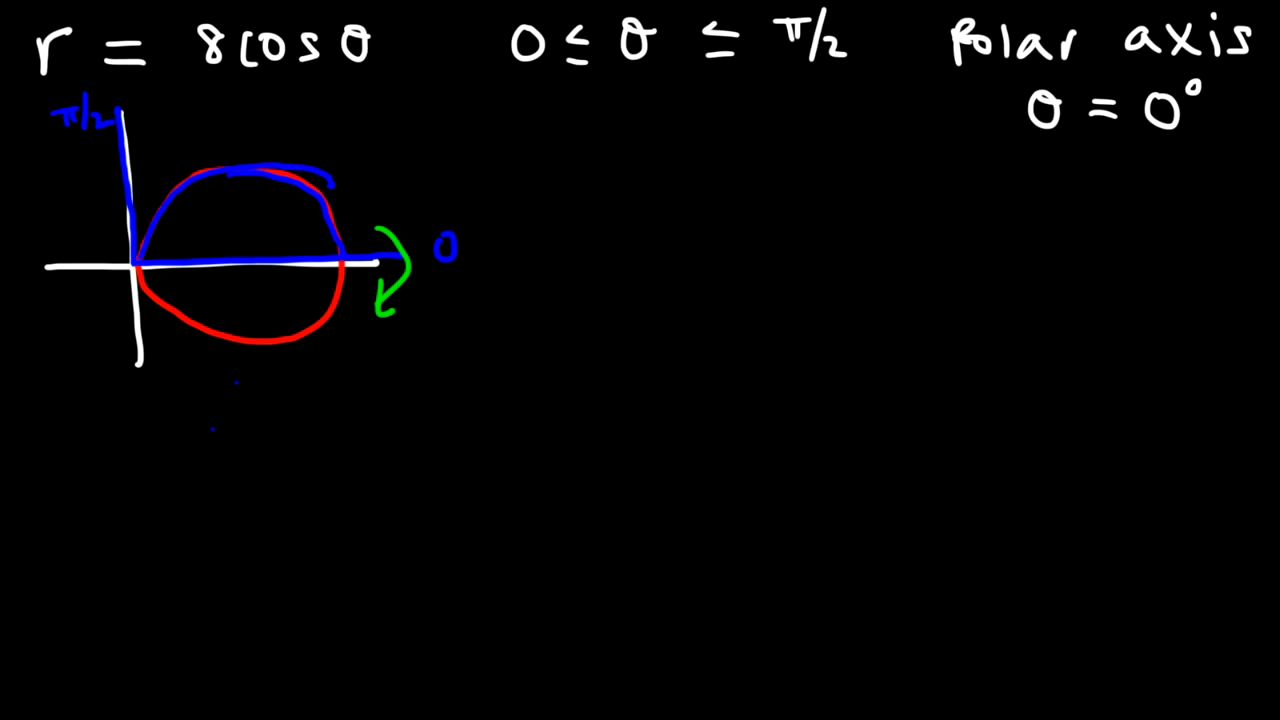 r = 8cosθ 0 ≤ θ ≤ π/2 Polar axis
θ = 0°
π/2
0